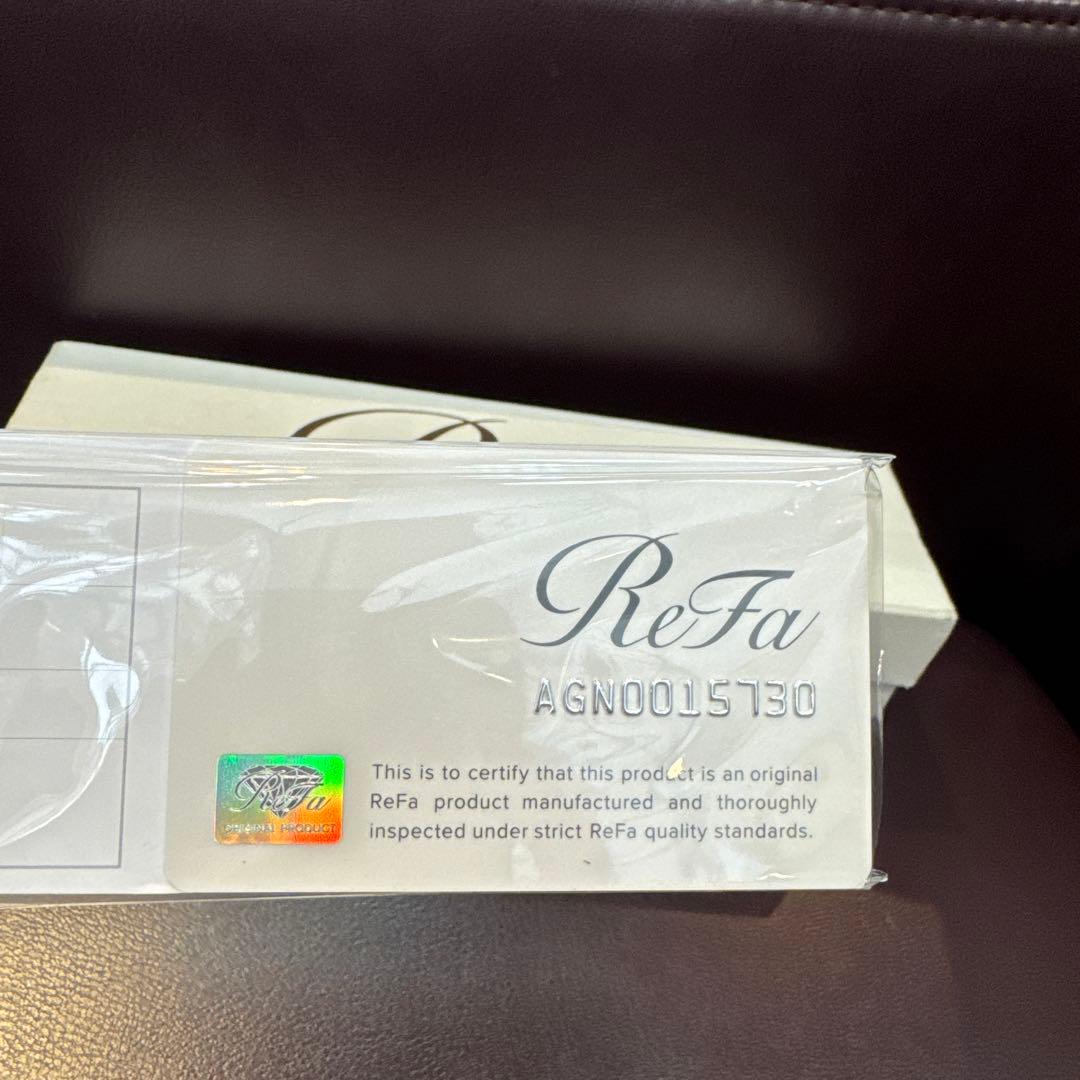 ReFa
AGN0015730
ReFa
ORIGINAL PRODUCT
This is to certify that this product is an original
ReFa product manufactured and thoroughly
inspected under strict ReFa quality standards.